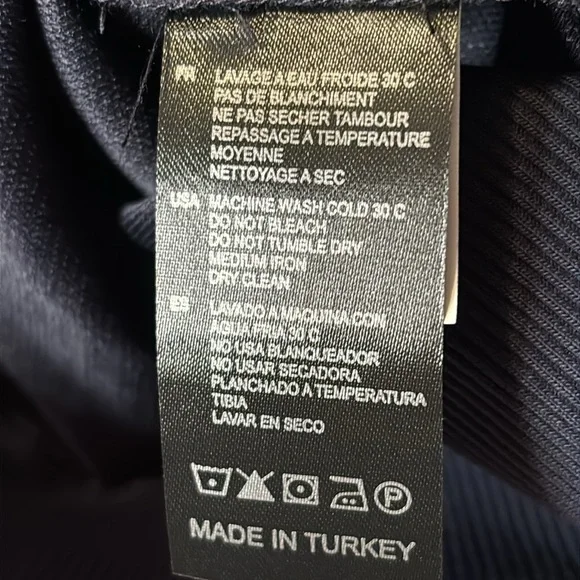 FR LAVAGE A EAU FROIDE 30 C
PAS DE BLANCHIMENT
NE PAS SECHER TAMBOUR
REPASSAGE A TEMPERATURE
MOYENNE
NETTOYAGE A SEC
USA MACHINE WASH COLD 30 C
DO NOT BLEACH
DO NOT TUMBLE DRY
MEDIUM IRON
DRY CLEAN
ES LAVADO A MAQUINA CON
AGUA FRIA 30 C
NO USA BLANQUEADOR
NO USAR SECADORA
PLANCHADO A TEMPERATURA
TIBIA
LAVAR EN SECO
P
MADE IN TURKEY